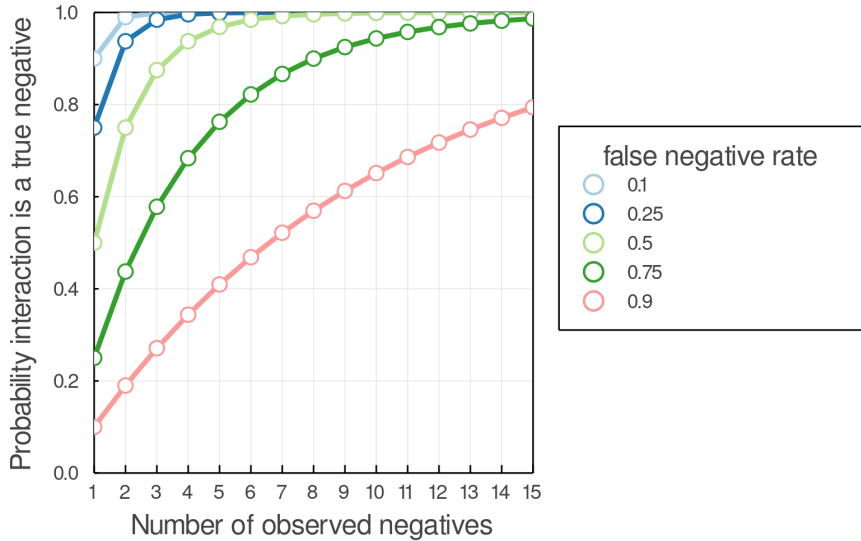 Probability interaction is a true negative
1.0
0.8
0.6
0.4
0.2
0.0
1 2 3 4 5 6 7 8 9 10 11 12 13 14 15
Number of observed negatives
false negative rate
0.1
0.25
0.5
0.75
0.9